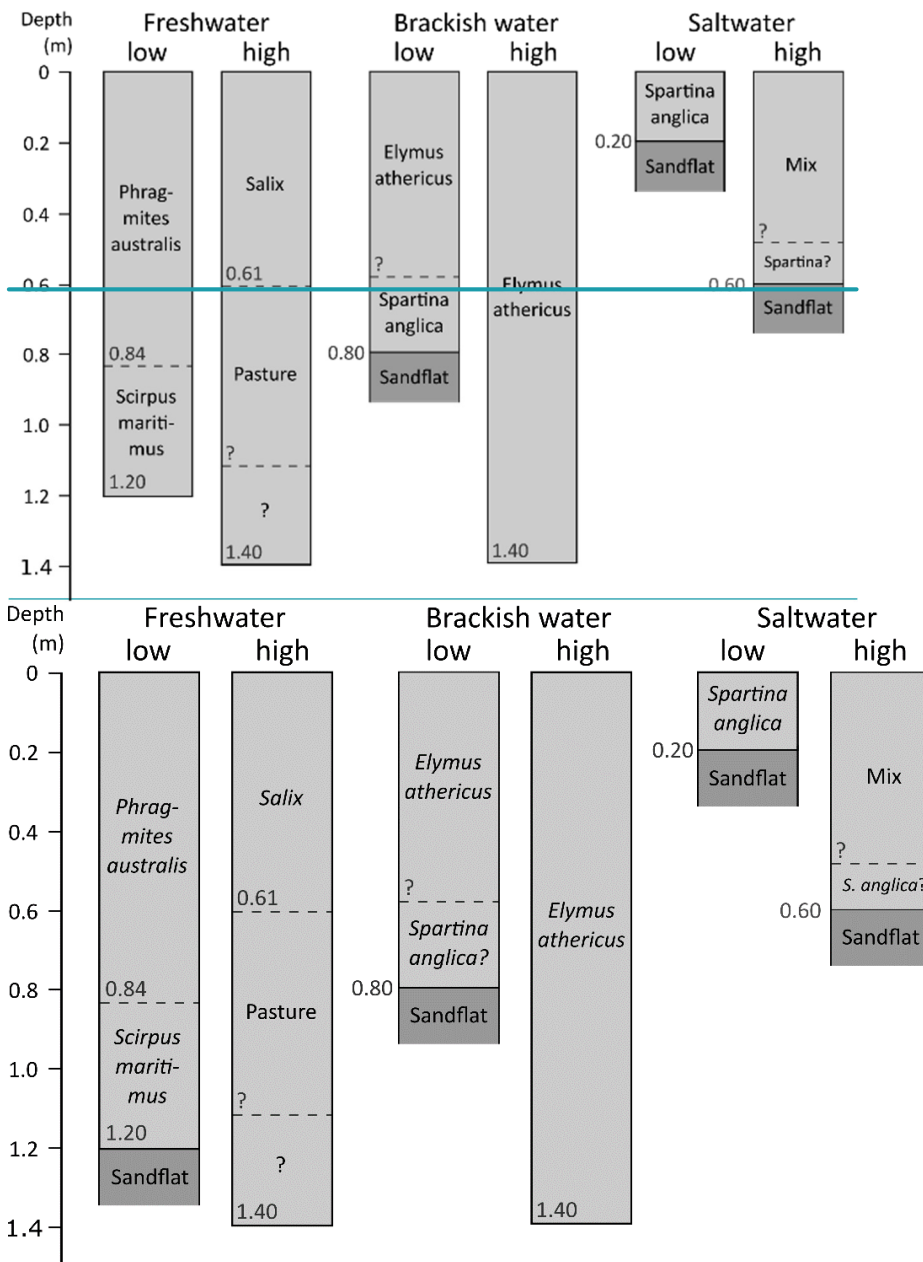 Depth
(m)
Freshwater
Brackish water
Saltwater
low
high
low
high
low
high
0
0.2
0.4
0.6
0.8
1.0
1.2
1.4
Phrag-
mites
australis
0.84
Scirpus
mariti-
mus
1.20
Salix
0.61
Pasture
?
?
1.40
Elymus
athericus
?
Spartina
anglica
0.80
Sandflat
Elymus
athericus
1.40
Spartina
anglica
0.20
Sandflat
Mix
?
Spartina?
0.60
Sandflat
Depth
(m)
Freshwater
Brackish water
Saltwater
low
high
low
high
low
high
0
0.2
0.4
0.6
0.8
1.0
1.2
1.4
Phrag-
mites
australis
0.84
Scirpus
mariti-
mus
1.20
Sandflat
Salix
0.61
Pasture
?
?
1.40
Elymus
athericus
?
Spartina
anglica?
0.80
Sandflat
Elymus
athericus
1.40
Spartina
anglica
0.20
Sandflat
Mix
?
S. anglica?
0.60
Sandflat